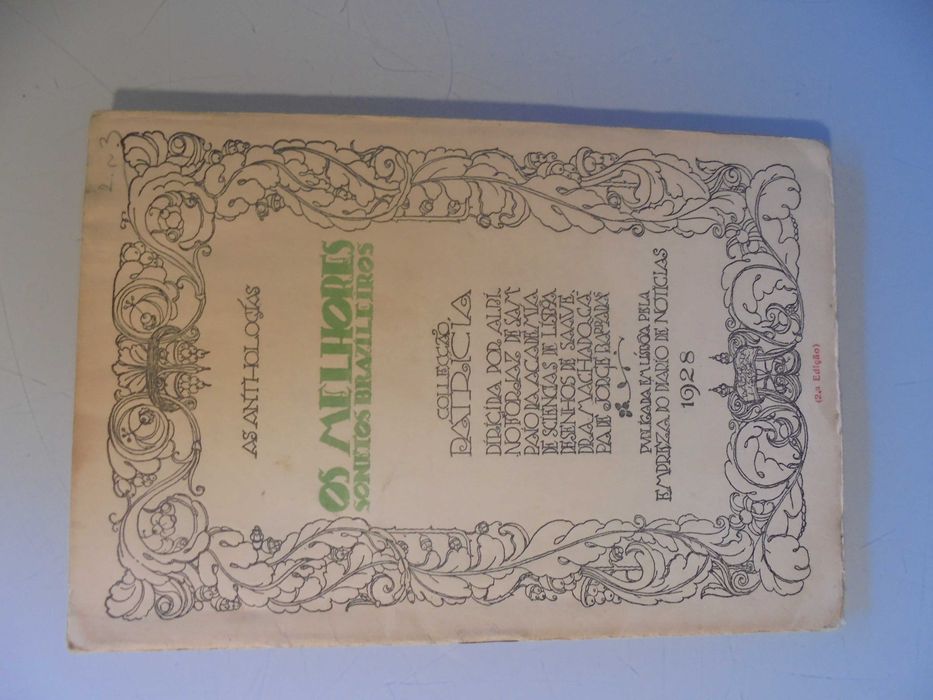 AS ANTHOLOGIAS
OS MELHORES
SONETOS BRAZILEIROS
COLLECÇÃO
PATRICIA
DIRIGIDA POR ALBI
NO FORJAZ DE SAM
PAIO DA ACADEMIA
DE SCIENCIAS DE LISBOA
DESENHOS DE SAAVE
DRA MACHADO. CA
PA DE JORGE BARRADAS
PVBLICADA EM LISBOA PELA
EMPREZA DO DIARIO DE NOTICIAS
1928
(2.ª Edição)